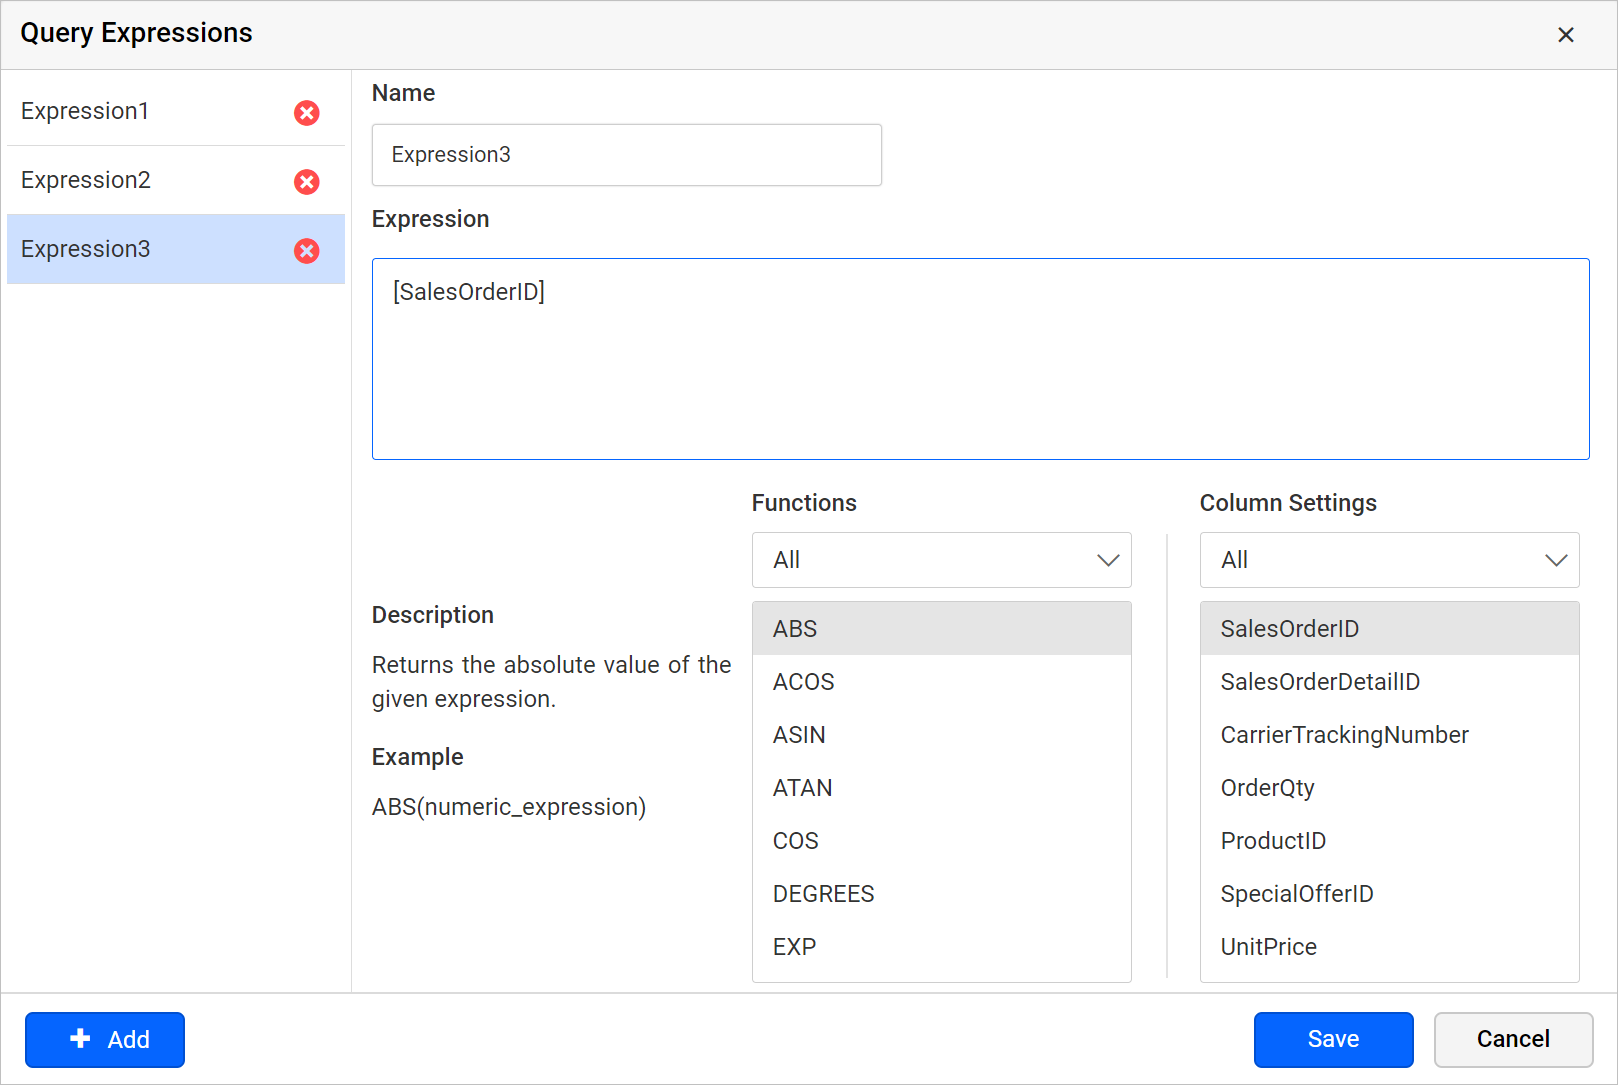 Query Expressions
Expression1
Expression2
Expression3
Name
Expression3
Expression
[SalesOrderID]
Description
Returns the absolute value of the
given expression.
Example
ABS(numeric_expression)
Functions
All
ABS
ACOS
ASIN
ATAN
COS
DEGREES
EXP
Column Settings
All
SalesOrderID
SalesOrderDetailID
CarrierTrackingNumber
OrderQty
ProductID
SpecialOfferID
UnitPrice
Add
Save
Cancel